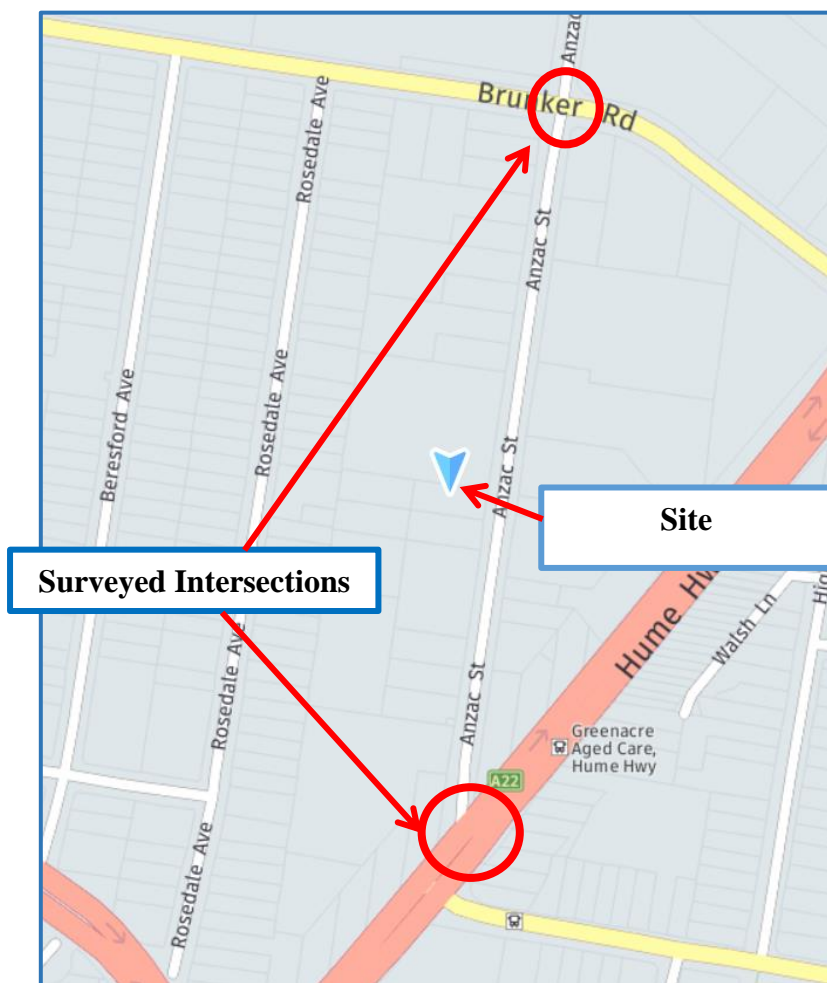 Anzac
Brunker Rd
Rosedale Ave
Anzac St
Rosedale Ave
Beresford Ave
Anzac St
Site
Surveyed Intersections
Hume
Walsh Ln
Rosedale Ave
Anzac St
Greenacre
Aged Care,
Hume Hwy
A22
Rosedale Ave